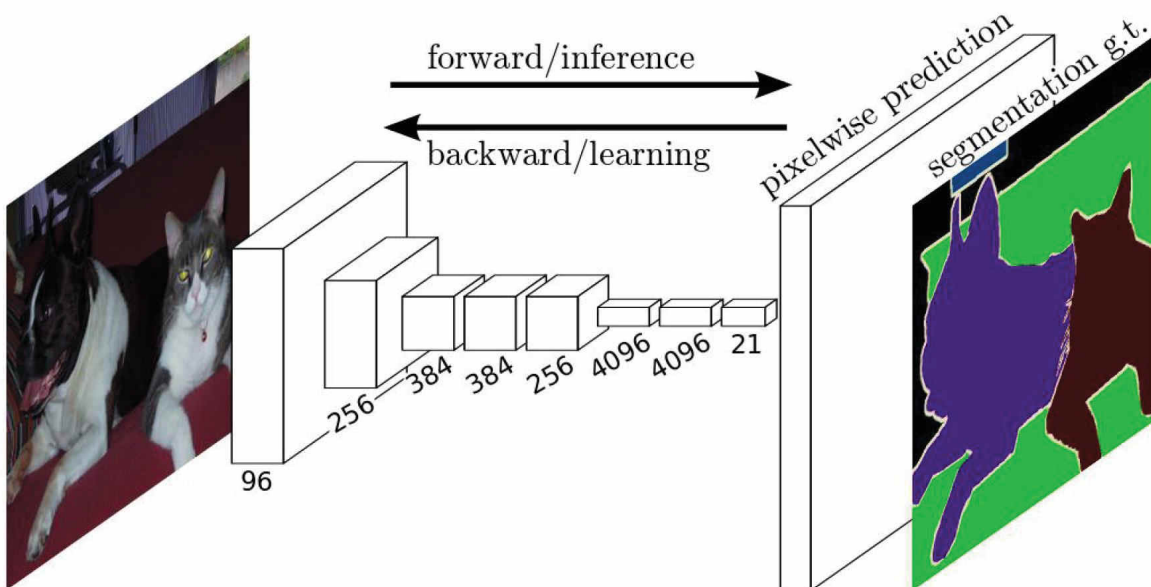 forward/inference
backward/learning
pixelwise prediction
segmentation g.t.
96
256
384
384
256
4096
4096
21